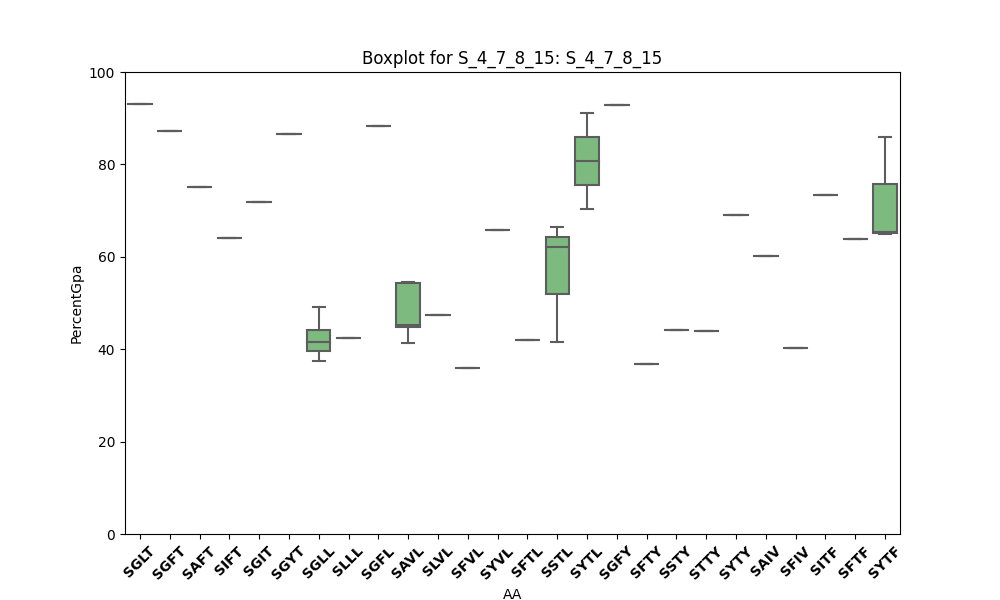 Boxplot for S_4_7_8_15: S_4_7_8_15
PercentGpa
100
80
60
40
20
0
SGLT SGFT SAFT SIFT SGIT SGYT SGLL SLLL SGFL SAVL SLVL SFVL SYVL SFTL SSTL SYTL SGFY SFTY SSTY STTY SYTY SAIV SFIV SITF SFTF SYTF
AA